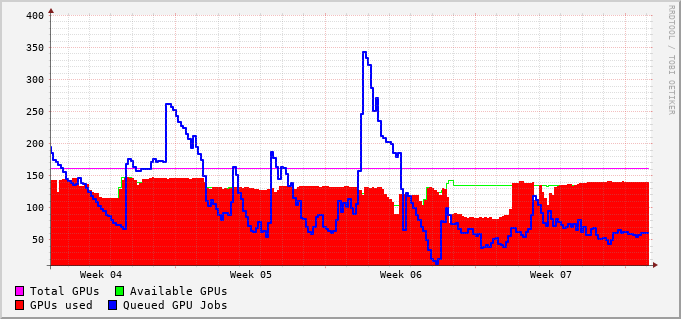 400
350
300
250
200
150
100
50
Week 04 Week 05 Week 06 Week 07
Total GPUs Available GPUs
GPUs used Queued GPU Jobs
RRDTOOL / TOBI OETIKER